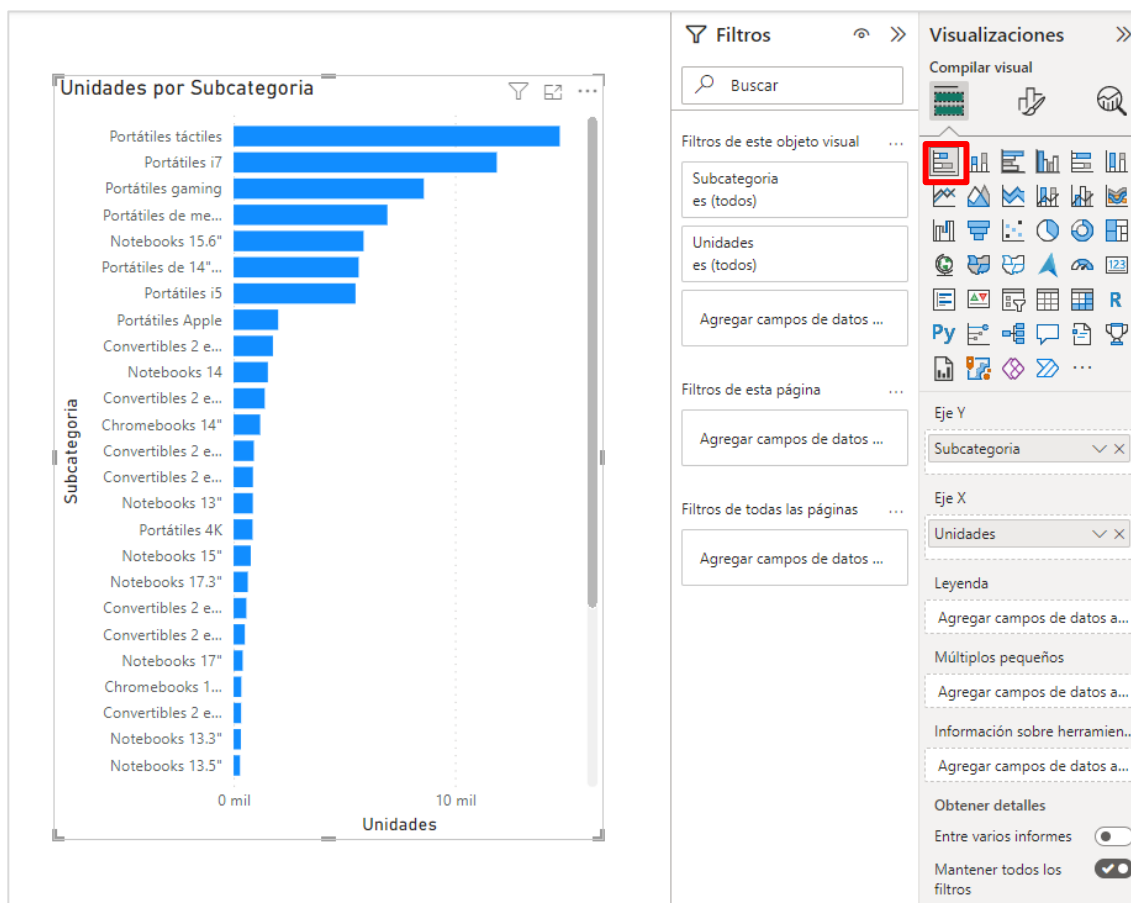 Unidades por Subcategoria
Portátiles táctiles
Portátiles i7
Portátiles gaming
Portátiles de me...
Notebooks 15.6"
Portátiles de 14"...
Portátiles i5
Portátiles Apple
Convertibles 2 e...
Notebooks 14
Convertibles 2 e...
Chromebooks 14"
Convertibles 2 e...
Convertibles 2 e...
Notebooks 13"
Portátiles 4K
Notebooks 15"
Notebooks 17.3"
Convertibles 2 e...
Convertibles 2 e...
Notebooks 17"
Chromebooks 1...
Convertibles 2 e...
Notebooks 13.3"
Notebooks 13.5"
Subcategoria
0 mil
10 mil
Unidades
Filtros
Buscar
Filtros de este objeto visual
...
Subcategoria
es (todos)
Unidades
es (todos)
Agregar campos de datos ...
Filtros de esta página
...
Agregar campos de datos ...
Filtros de todas las páginas
...
Agregar campos de datos ...
Visualizaciones
Compilar visual
123
R
Py
...
Eje Y
Subcategoria
Eje X
Unidades
Leyenda
Agregar campos de datos a...
Múltiplos pequeños
Agregar campos de datos a...
Información sobre herramien...
Agregar campos de datos a...
Obtener detalles
Entre varios informes
Mantener todos los
filtros